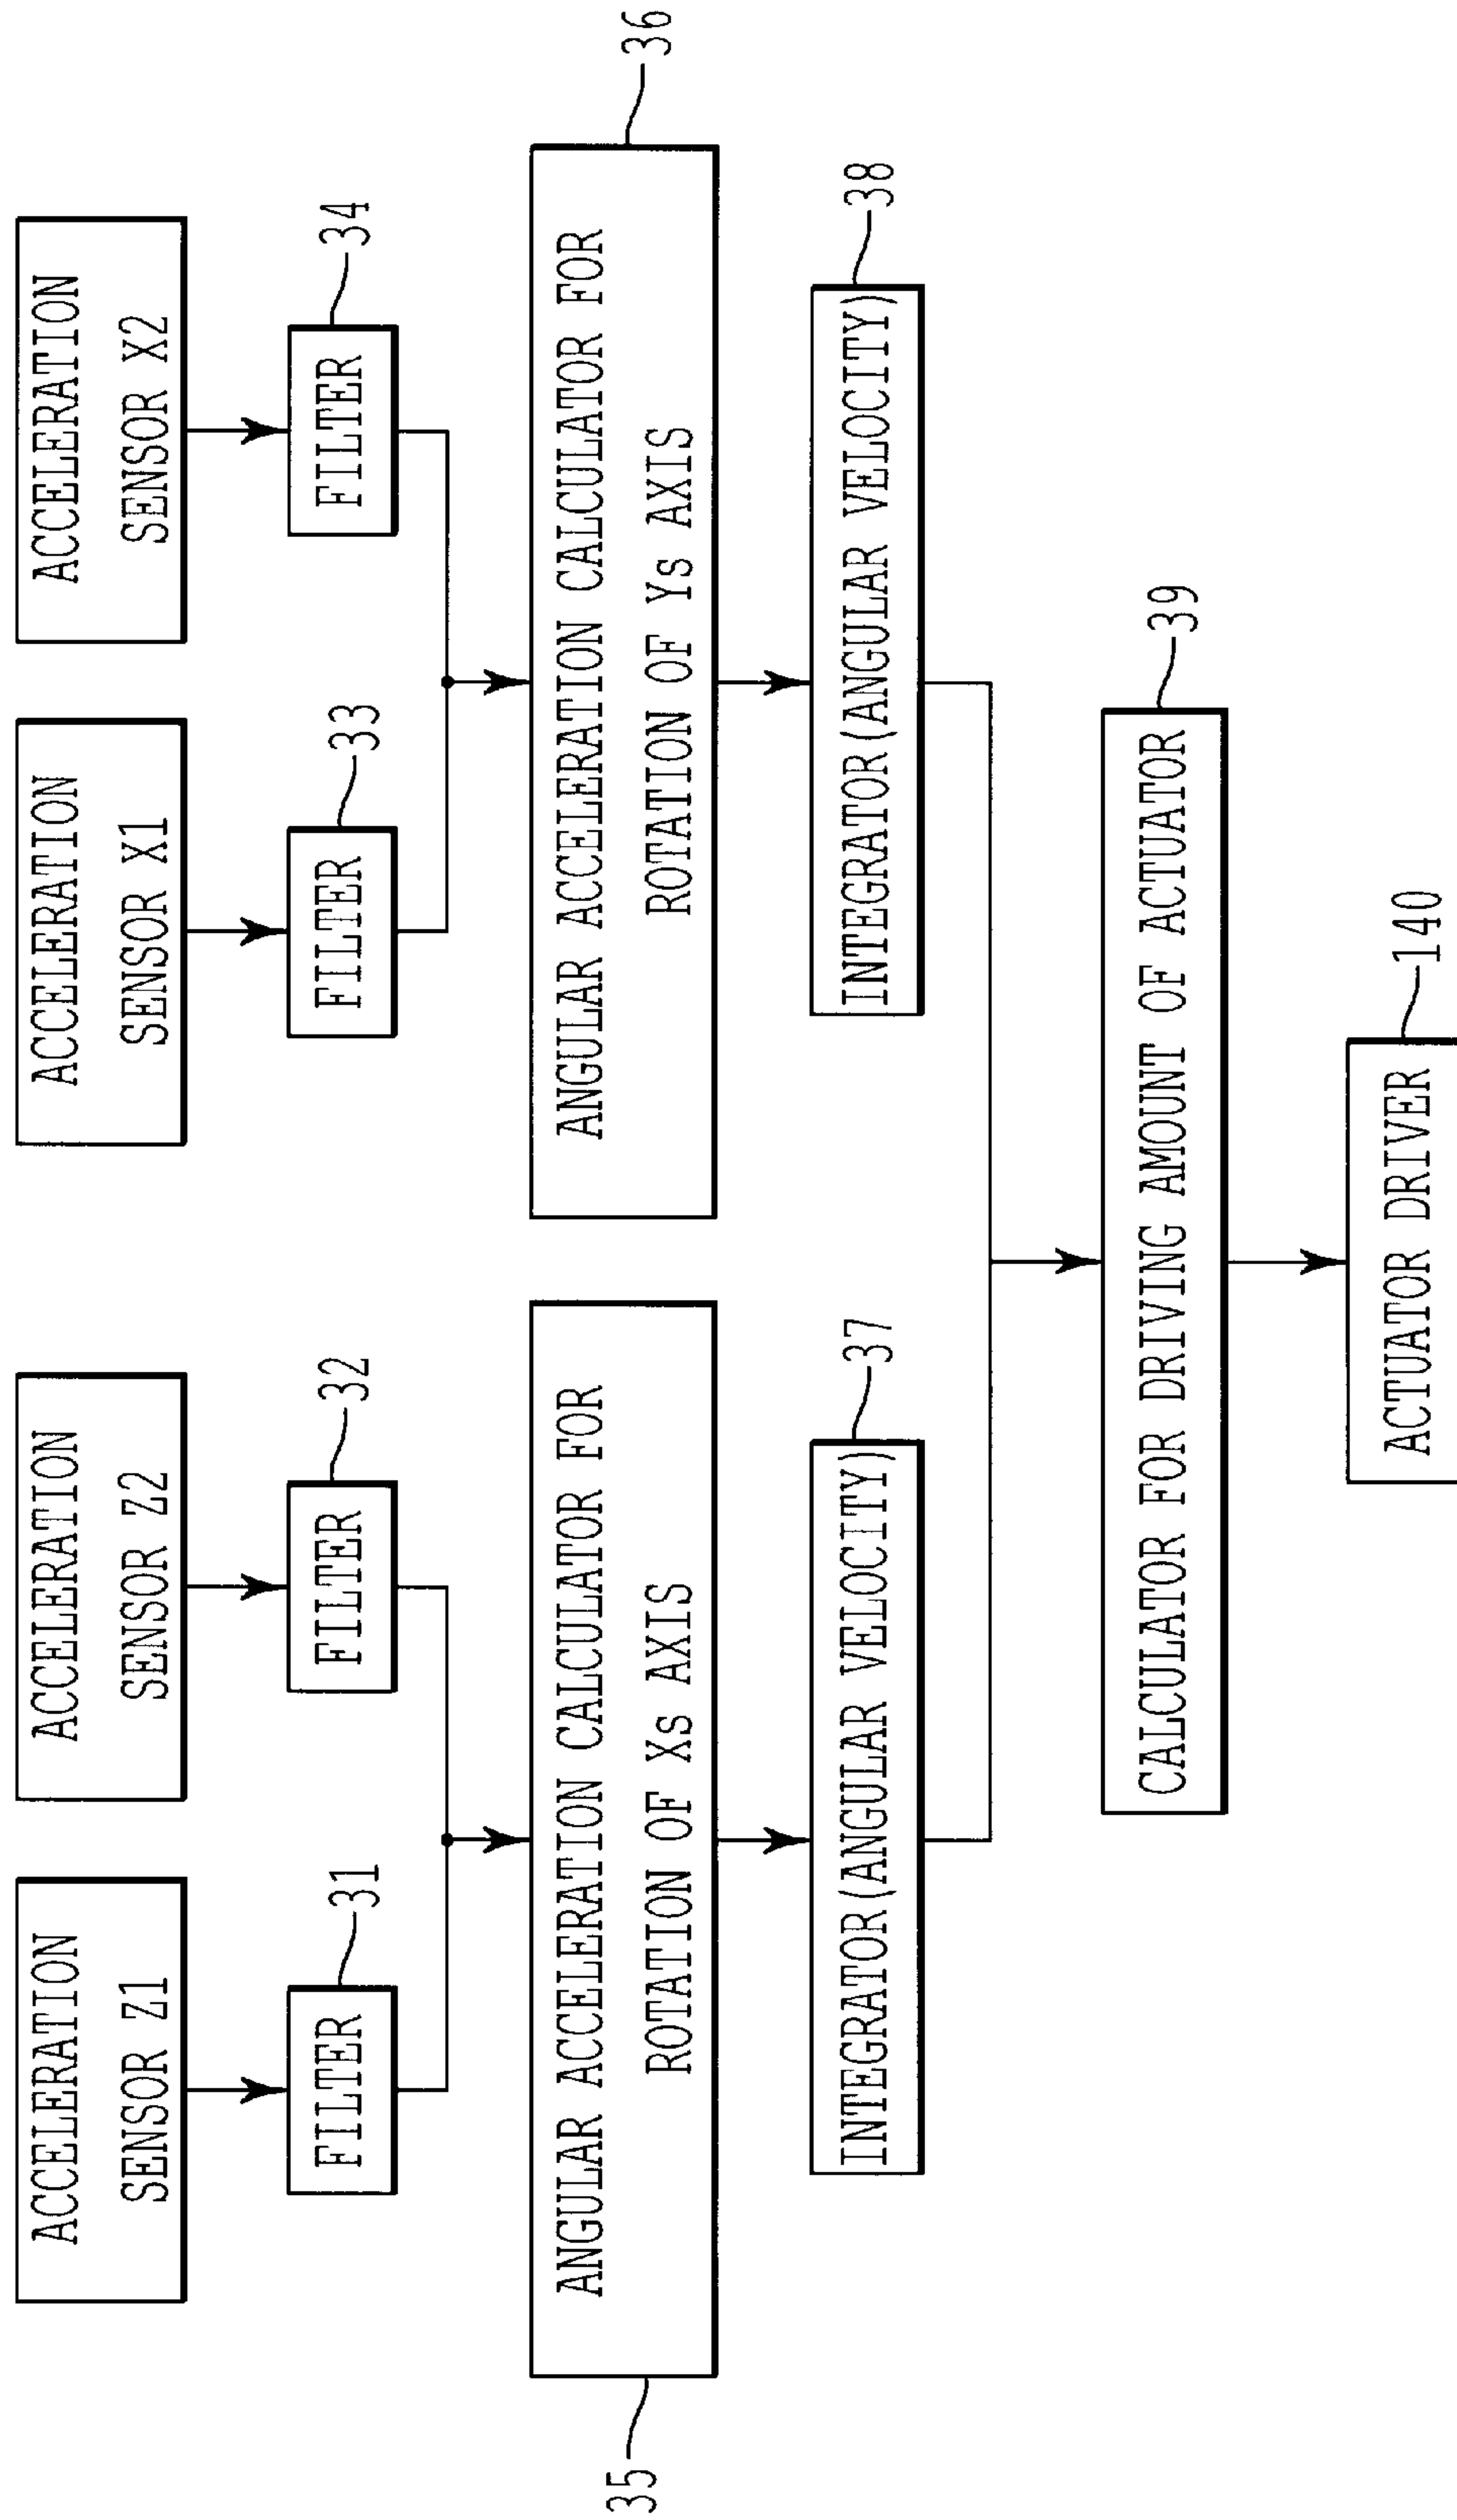 ACCELERATION
SENSOR Z1
ACCELERATION
SENSOR Z2
ACCELERATION
SENSOR X1
ACCELERATION
SENSOR X2
FILTER
31
FILTER
32
FILTER
33
FILTER
34
35
ANGULAR ACCELERATION CALCULATOR FOR
ROTATION OF Xs AXIS
ANGULAR ACCELERATION CALCULATOR FOR
ROTATION OF Ys AXIS
36
INTEGRATOR(ANGULAR VELOCITY)
37
INTEGRATOR(ANGULAR VELOCITY)
38
CALCULATOR FOR DRIVING AMOUNT OF ACTUATOR
39
ACTUATOR DRIVER
140